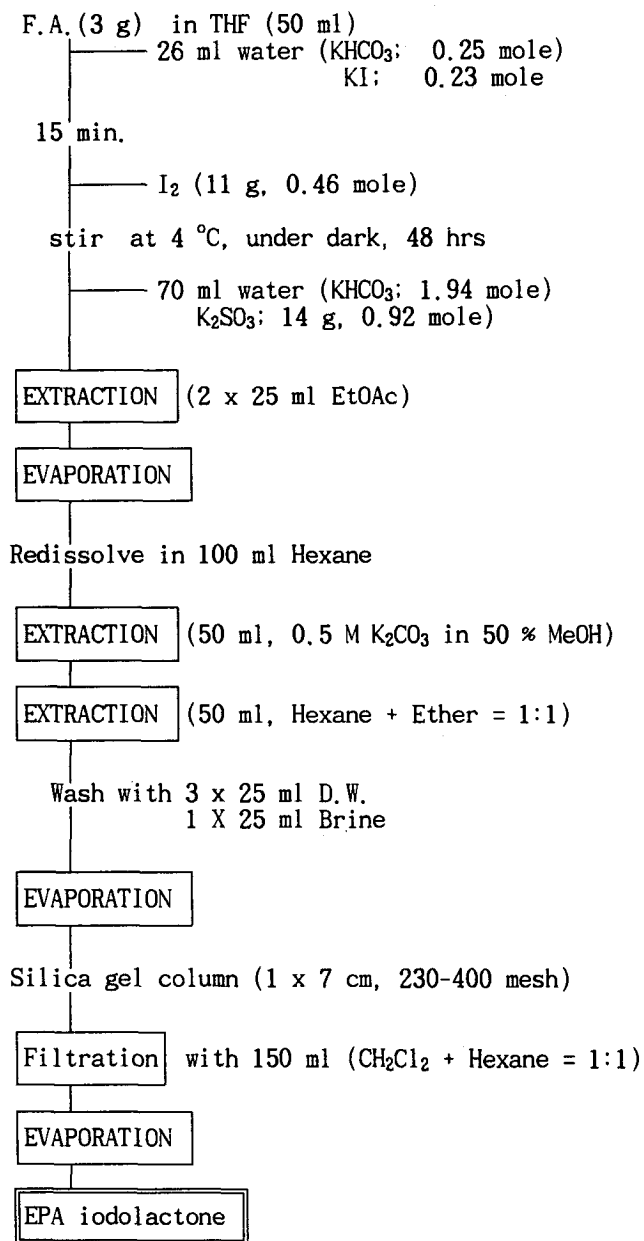 F.A.(3 g) in THF (50 ml)
26 ml water (KHCO₃; 0.25 mole)
KI; 0.23 mole
15 min.
I₂ (11 g, 0.46 mole)
stir at 4 °C, under dark, 48 hrs
70 ml water (KHCO₃; 1.94 mole)
K₂SO₃; 14 g, 0.92 mole)
EXTRACTION (2 x 25 ml EtOAc)
EVAPORATION
Redissolve in 100 ml Hexane
EXTRACTION (50 ml, 0.5 M K₂CO₃ in 50 % MeOH)
EXTRACTION (50 ml, Hexane + Ether = 1:1)
Wash with 3 x 25 ml D.W.
1 X 25 ml Brine
EVAPORATION
Silica gel column (1 x 7 cm, 230-400 mesh)
Filtration with 150 ml (CH₂Cl₂ + Hexane = 1:1)
EVAPORATION
EPA iodolactone